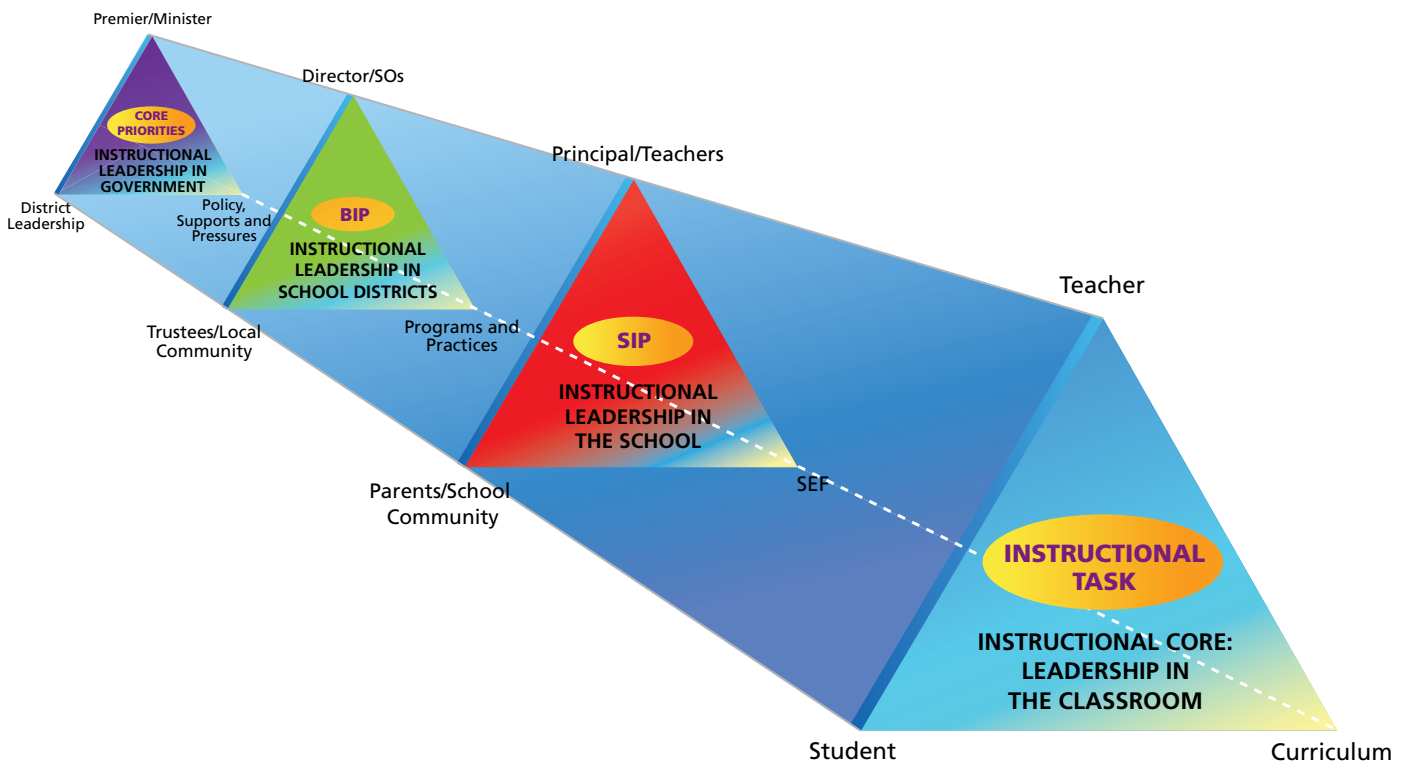 Premier/Minister
CORE
PRIORITIES
INSTRUCTIONAL
LEADERSHIP IN
GOVERNMENT
District
Leadership
Policy,
Supports and
Pressures
Director/SOs
BIP
INSTRUCTIONAL
LEADERSHIP IN
SCHOOL DISTRICTS
Trustees/Local
Community
Programs and
Practices
Principal/Teachers
SIP
INSTRUCTIONAL
LEADERSHIP IN
THE SCHOOL
Parents/School
Community
SEF
Teacher
INSTRUCTIONAL
TASK
INSTRUCTIONAL CORE:
LEADERSHIP IN
THE CLASSROOM
Student
Curriculum